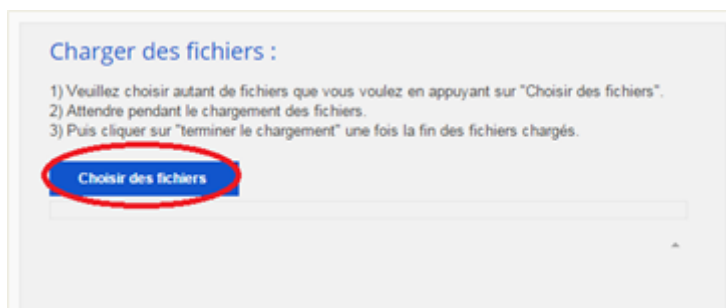 Charger des fichiers :
1) Veuillez choisir autant de fichiers que vous voulez en appuyant sur "Choisir des fichiers".
2) Attendre pendant le chargement des fichiers.
3) Puis cliquer sur "terminer le chargement" une fois la fin des fichiers chargés.
Choisir des fichiers